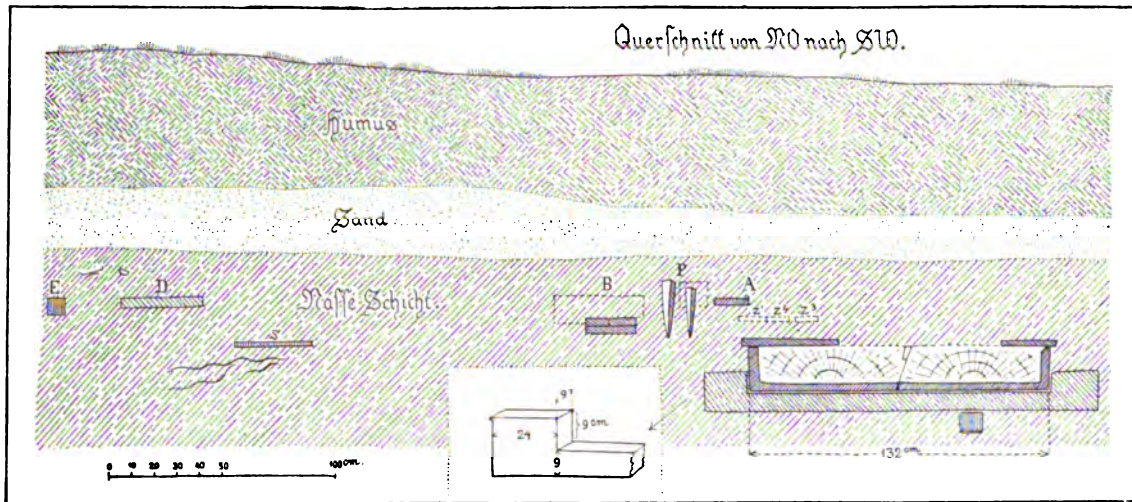 Querschnitt von NO nach SW.
Humus
Sand
E
D
Nasse Schicht.
S
B
P
A
9
9 cm
24
9
132 cm
0 10 20 30 40 50 100 cm.